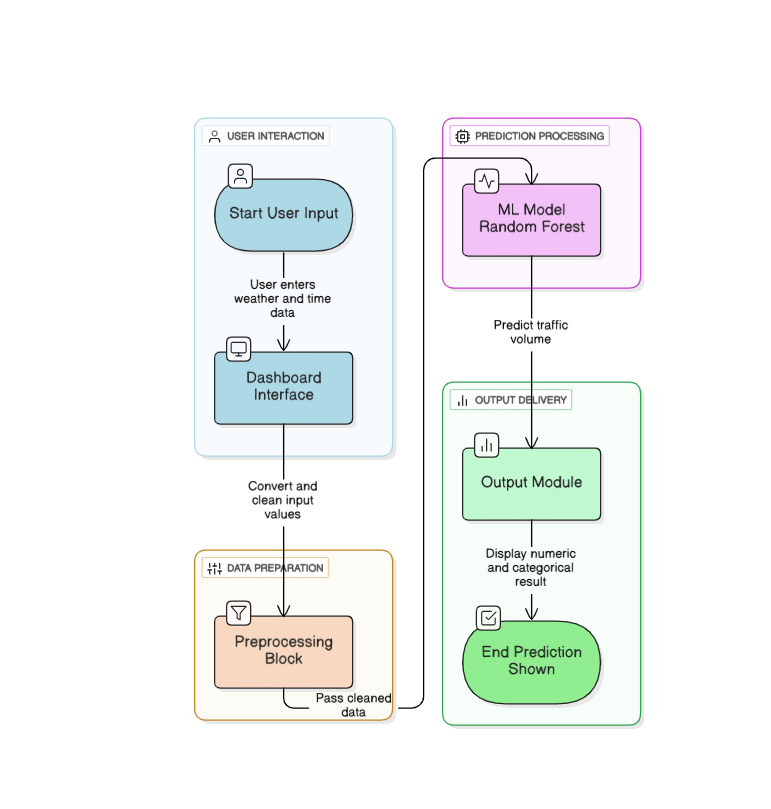 USER INTERACTION
Start User Input
User enters
weather and time
data
Dashboard
Interface
Convert and
clean input
values
DATA PREPARATION
Preprocessing
Block
Pass cleaned
data
PREDICTION PROCESSING
ML Model
Random Forest
Predict traffic
volume
OUTPUT DELIVERY
Output Module
Display numeric
and categorical
result
End Prediction
Shown